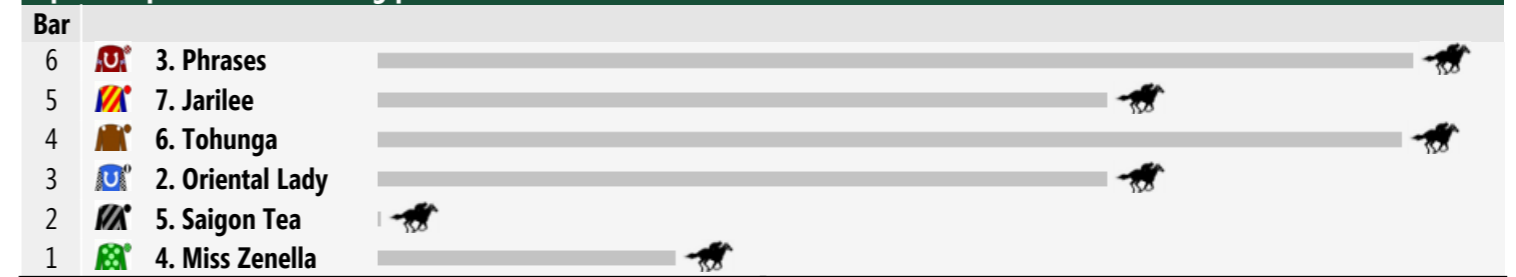 Bar
6 3. Phrases
5 7. Jarilee
4 6. Tohunga
3 2. Oriental Lady
2 5. Saigon Tea
1 4. Miss Zenella